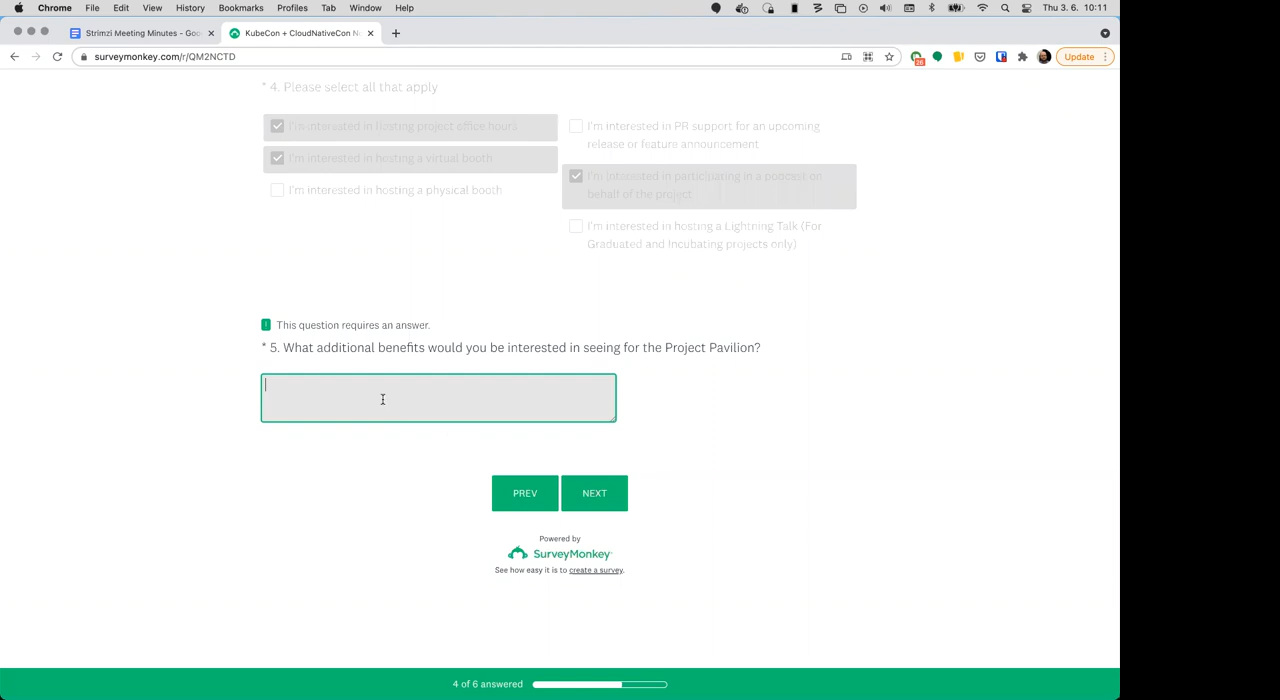 Chrome File Edit View History Bookmarks Profiles Tab Window Help Thu 3. 6. 10:11
Strimzi Meeting Minutes - Goo
KubeCon + CloudNativeCon N
surveymonkey.com/r/QM2NCTD
26
Update
* 4. Please select all that apply
I'm interested in hosting project office hours
I'm interested in hosting a virtual booth
I'm interested in hosting a physical booth
I'm interested in PR support for an upcoming
release or feature announcement
I'm interested in participating in a podcast on
behalf of the project
I'm interested in hosting a Lightning Talk (For
Graduated and Incubating projects only)
! This question requires an answer.
* 5. What additional benefits would you be interested in seeing for the Project Pavilion?
PREV NEXT
Powered by
SurveyMonkey
See how easy it is to create a survey.
4 of 6 answered